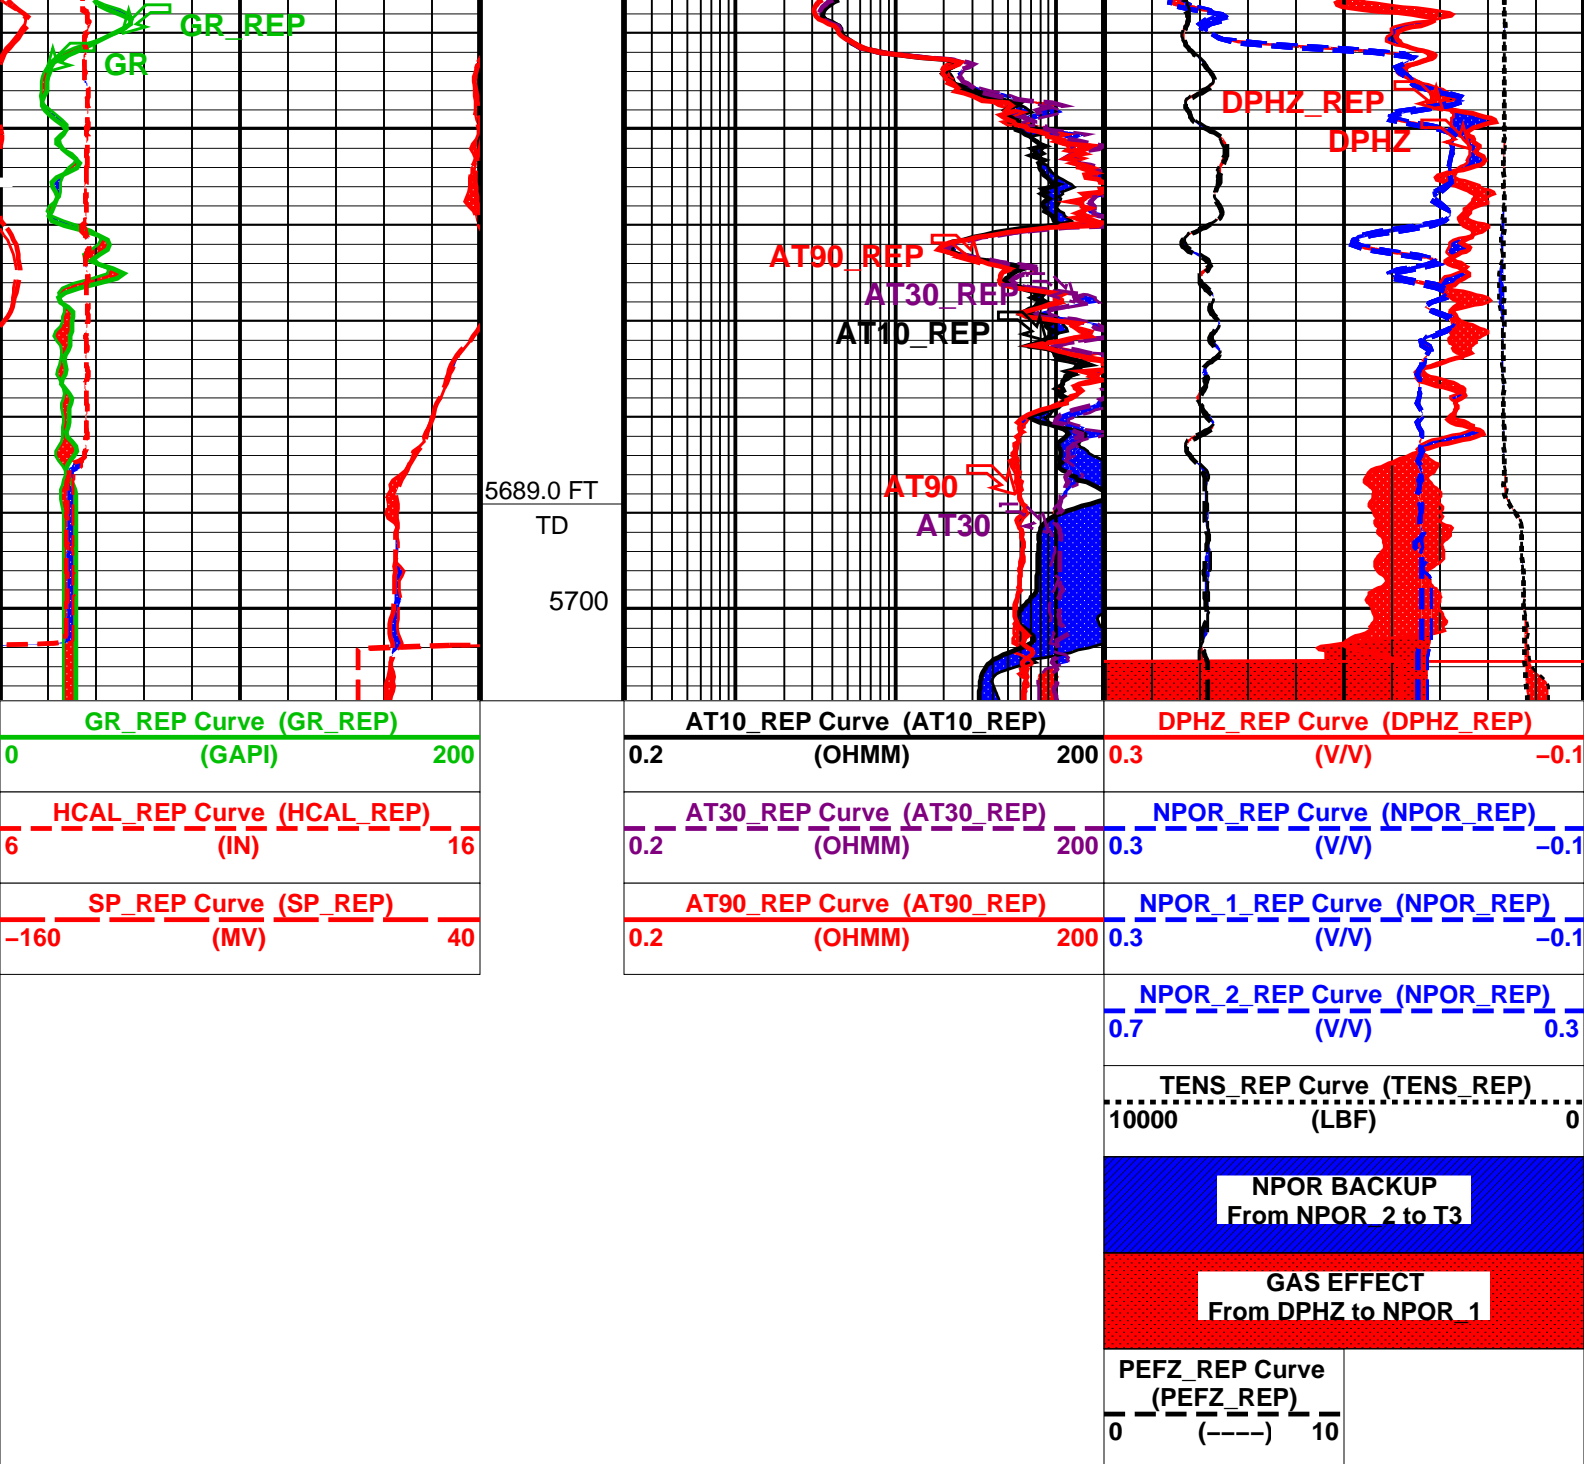 GR_REP
GR
DPHZ_REP
DPHZ
AT90_REP
AT30_REP
AT10_REP
AT90
AT30
5689.0 FT
TD
5700
GR_REP Curve (GR_REP)
0 (GAPI) 200
HCAL_REP Curve (HCAL_REP)
6 (IN) 16
SP_REP Curve (SP_REP)
−160 (MV) 40
AT10_REP Curve (AT10_REP)
0.2 (OHMM) 200
AT30_REP Curve (AT30_REP)
0.2 (OHMM) 200
AT90_REP Curve (AT90_REP)
0.2 (OHMM) 200
DPHZ_REP Curve (DPHZ_REP)
0.3 (V/V) −0.1
NPOR_REP Curve (NPOR_REP)
0.3 (V/V) −0.1
NPOR_1_REP Curve (NPOR_REP)
0.3 (V/V) −0.1
NPOR_2_REP Curve (NPOR_REP)
0.7 (V/V) 0.3
TENS_REP Curve (TENS_REP)
10000 (LBF) 0
NPOR BACKUP
From NPOR_2 to T3
GAS EFFECT
From DPHZ to NPOR_1
PEFZ_REP Curve
(PEFZ_REP)
0 (−−−−) 10